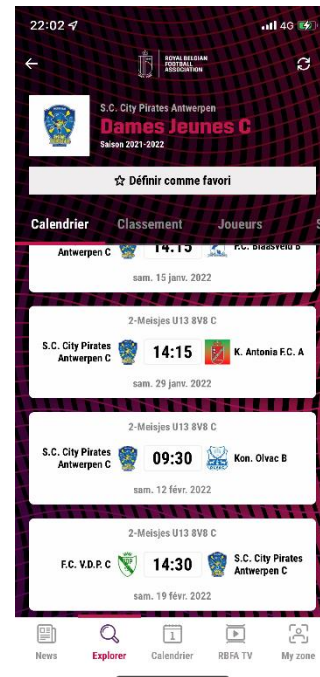 22:02
4G
ROYAL BELGIAN
FOOTBALL
ASSOCIATION
S.C. City Pirates Antwerpen
Dames Jeunes C
Saison 2021-2022
Définir comme favori
Calendrier Classement Joueurs S
Antwerpen C 14:15 F.C. Blaasveld B
sam. 15 janv. 2022
2-Meisjes U13 8V8 C
S.C. City Pirates
Antwerpen C 14:15 K. Antonia F.C. A
sam. 29 janv. 2022
2-Meisjes U13 8V8 C
S.C. City Pirates
Antwerpen C 09:30 Kon. Olvac B
sam. 12 févr. 2022
2-Meisjes U13 8V8 C
F.C. V.D.P. C 14:30 S.C. City Pirates
Antwerpen C
sam. 19 févr. 2022
News Explorer Calendrier RBFA TV My zone